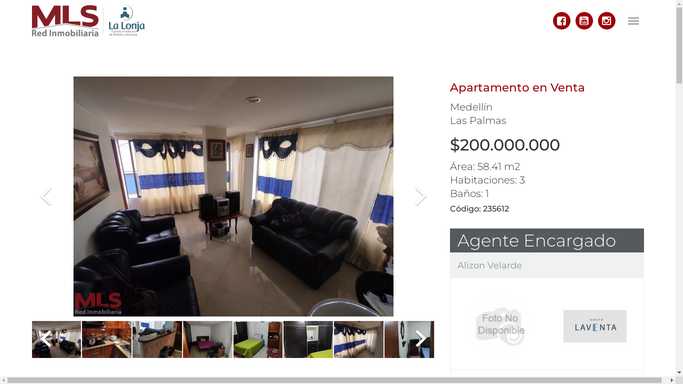 MLS
Red Inmobiliaria
La Lonja
Apartamento en Venta
Medellín
Las Palmas
$200.000.000
Área: 58.41 m2
Habitaciones: 3
Baños: 1
Código: 235612
Agente Encargado
Alizon Velarde
Foto No
Disponible
LAVENTA
MLS
Red Inmobiliaria